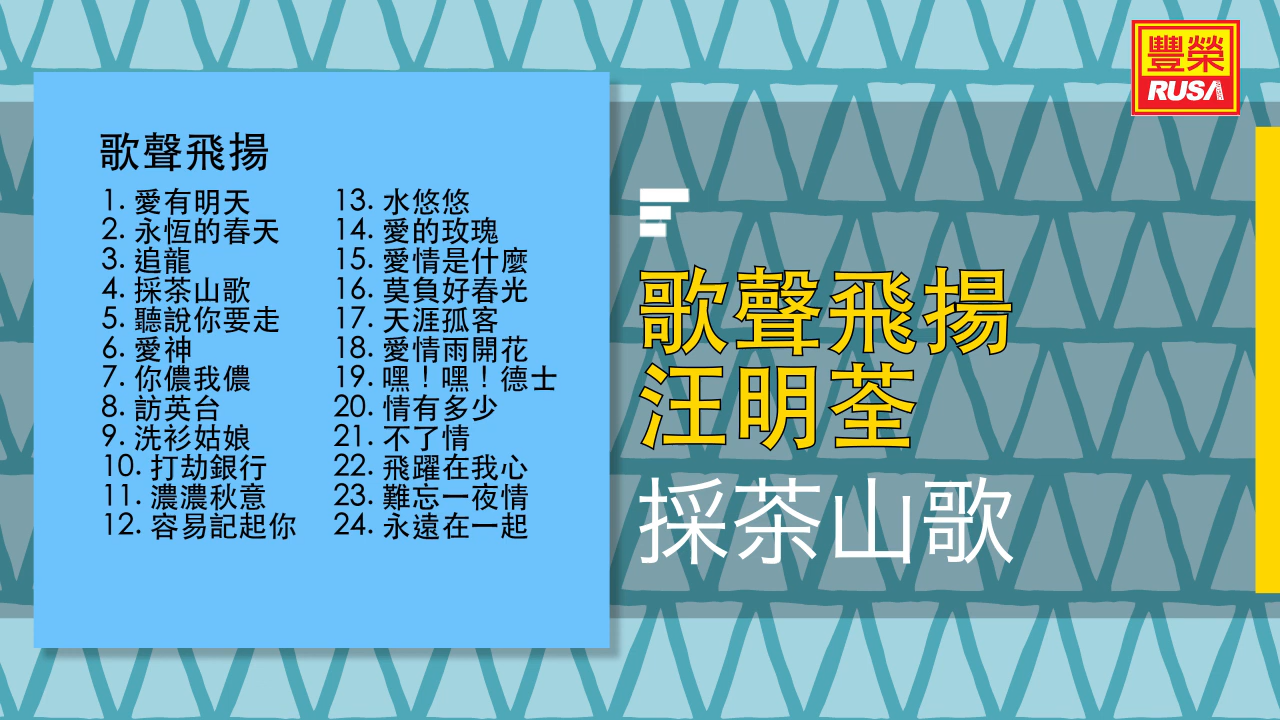 歌聲飛揚
1. 愛有明天
2. 永恆的春天
3. 追龍
4. 採茶山歌
5. 聽說你要走
6. 愛神
7. 你儂我儂
8. 訪英台
9. 洗衫姑娘
10. 打劫銀行
11. 濃濃秋意
12. 容易記起你
13. 水悠悠
14. 愛的玫瑰
15. 愛情是什麼
16. 莫負好春光
17. 天涯孤客
18. 愛情雨開花
19. 嘿！嘿！德士
20. 情有多少
21. 不了情
22. 飛躍在我心
23. 難忘一夜情
24. 永遠在一起
豐榮
RUSA
歌聲飛揚
汪明荃
採茶山歌